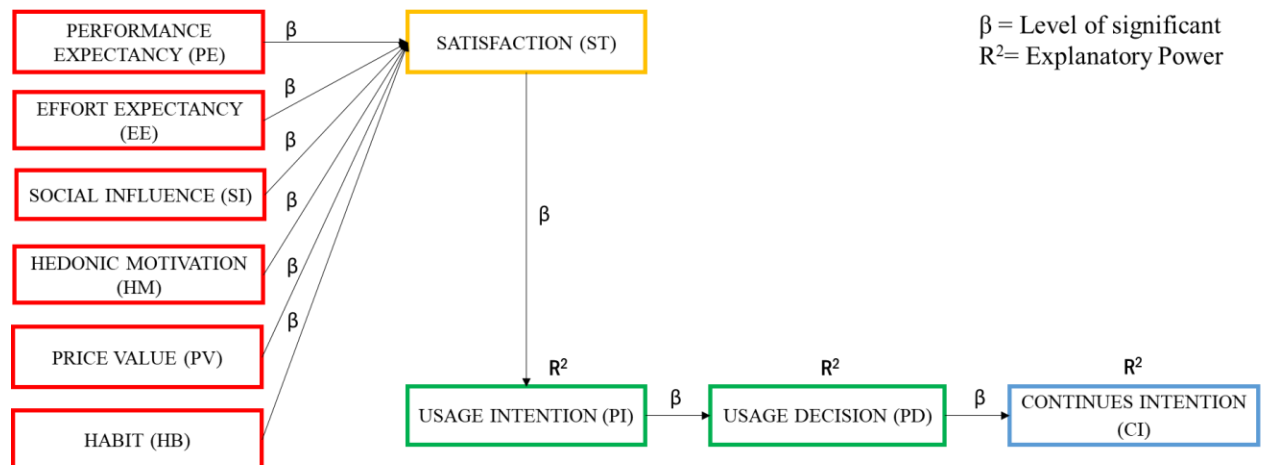 PERFORMANCE
EXPECTANCY (PE)
β
SATISFACTION (ST)
β = Level of significant
R²= Explanatory Power
EFFORT EXPECTANCY
(EE)
β
SOCIAL INFLUENCE (SI)
β
HEDONIC MOTIVATION
(HM)
β
β
PRICE VALUE (PV)
β
HABIT (HB)
β
R²
USAGE INTENTION (PI)
β
R²
USAGE DECISION (PD)
β
R²
CONTINUES INTENTION
(CI)